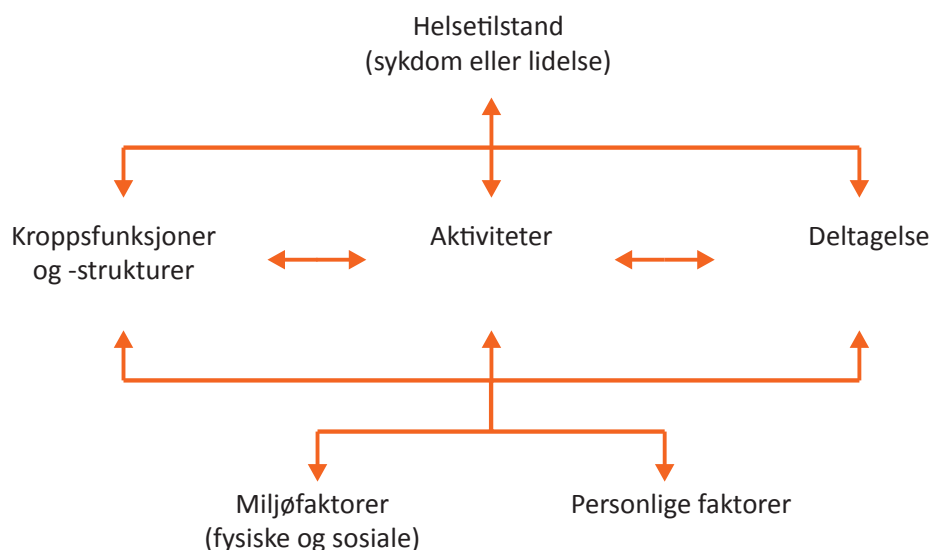 Helsetilstand
(sykdom eller lidelse)
Kroppsfunksjoner
og -strukturer
Aktiviteter
Deltagelse
Miljøfaktorer
(fysiske og sosiale)
Personlige faktorer